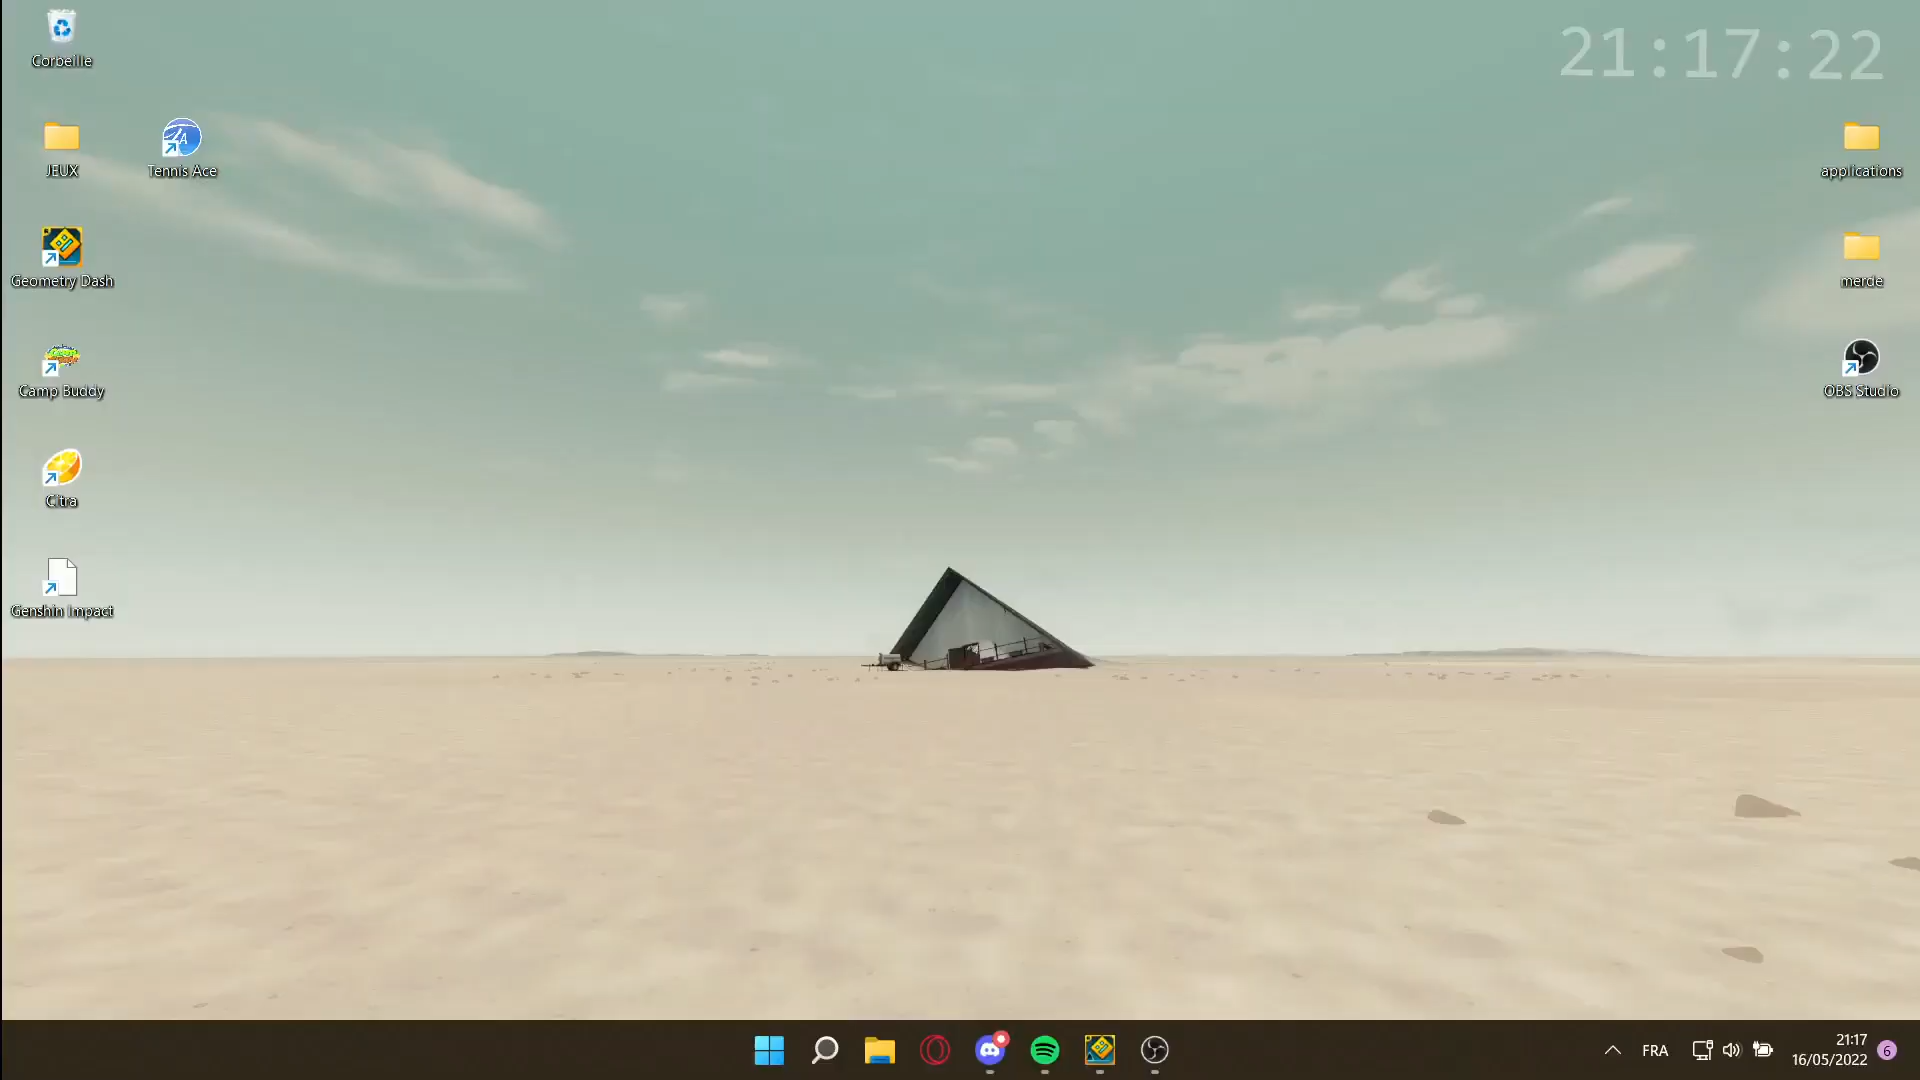 21:17:22
Corbeille
JEUX
Tennis Ace
applications
Geometry Dash
merde
Camp Buddy
OBS Studio
Citra
Genshin Impact
FRA
21:17
16/05/2022
6